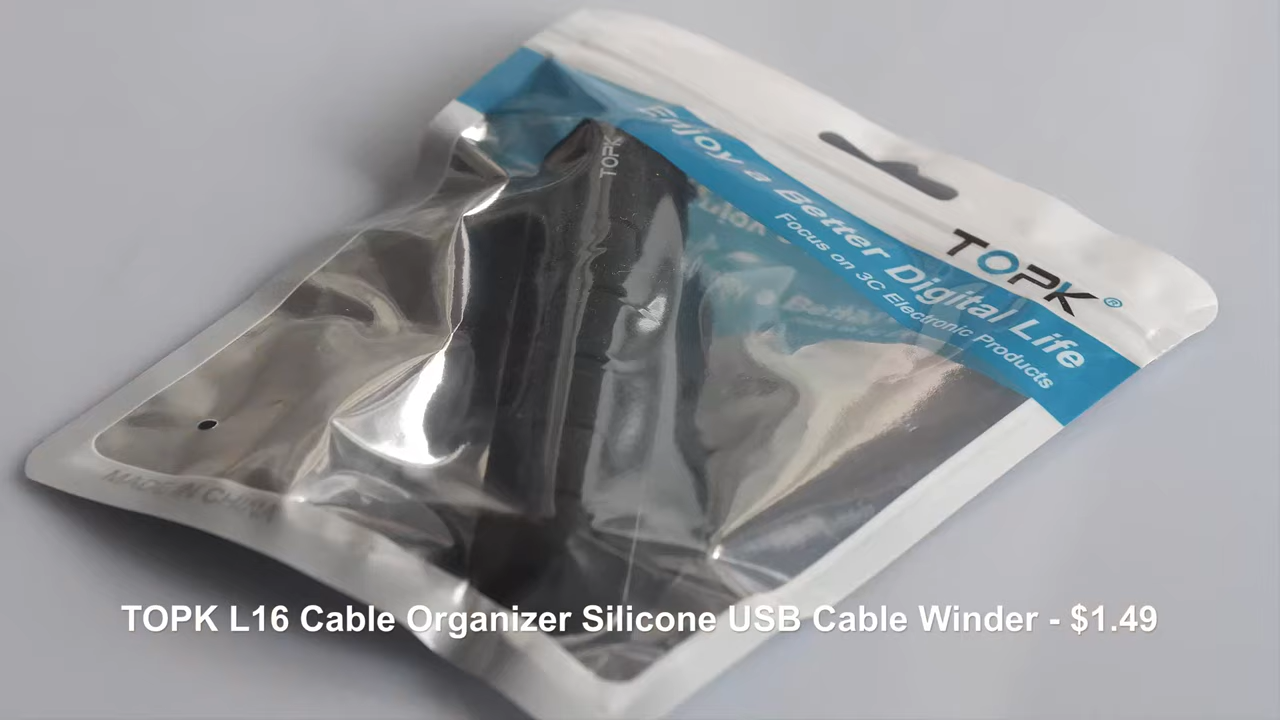 TOPK
Enjoy a Better Digital Life
Focus on 3C Electronic Products
TOPK®
MADE IN CHINA
TOPK L16 Cable Organizer Silicone USB Cable Winder - $1.49